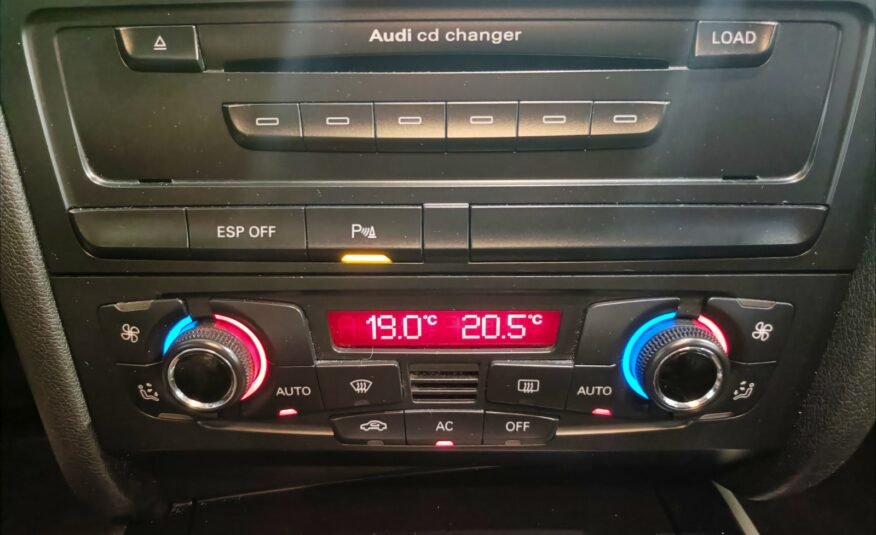 Audi cd changer
LOAD
ESP OFF
P
19.0°C 20.5°C
AUTO AUTO
AC OFF